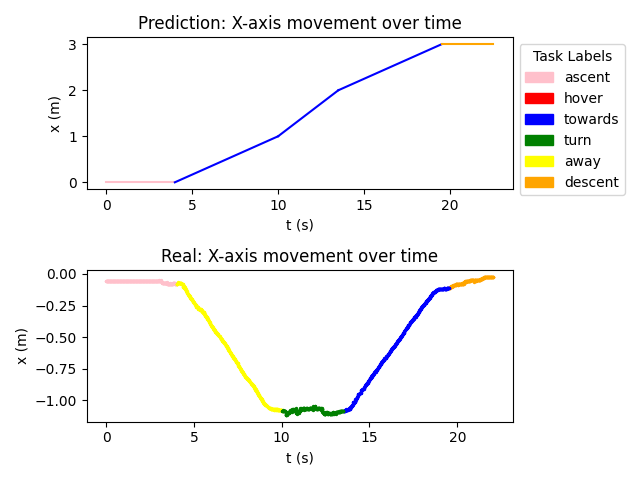 Prediction: X-axis movement over time
3
2
1
0
x (m)
0 5 10 15 20
t (s)
Task Labels
ascent
hover
towards
turn
away
descent
Real: X-axis movement over time
0.00
−0.25
−0.50
−0.75
−1.00
x (m)
0 5 10 15 20
t (s)